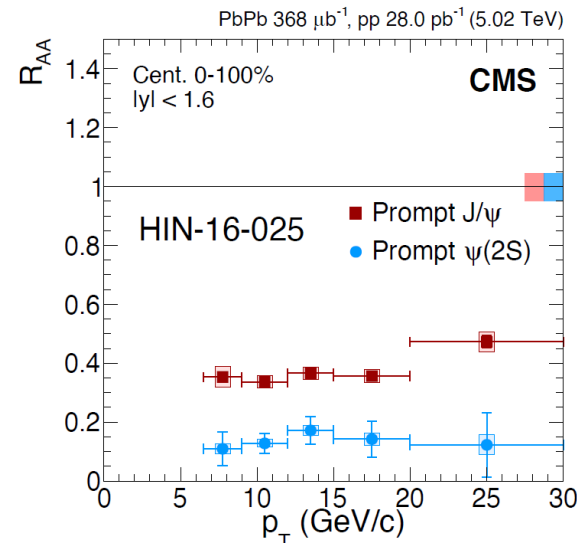 PbPb 368 μb⁻¹, pp 28.0 pb⁻¹ (5.02 TeV)
R_AA
Cent. 0-100%
|y| < 1.6
CMS
HIN-16-025
Prompt J/ψ
Prompt ψ(2S)
1.4
1.2
1
0.8
0.6
0.4
0.2
0
0 5 10 15 20 25 30
p_T (GeV/c)